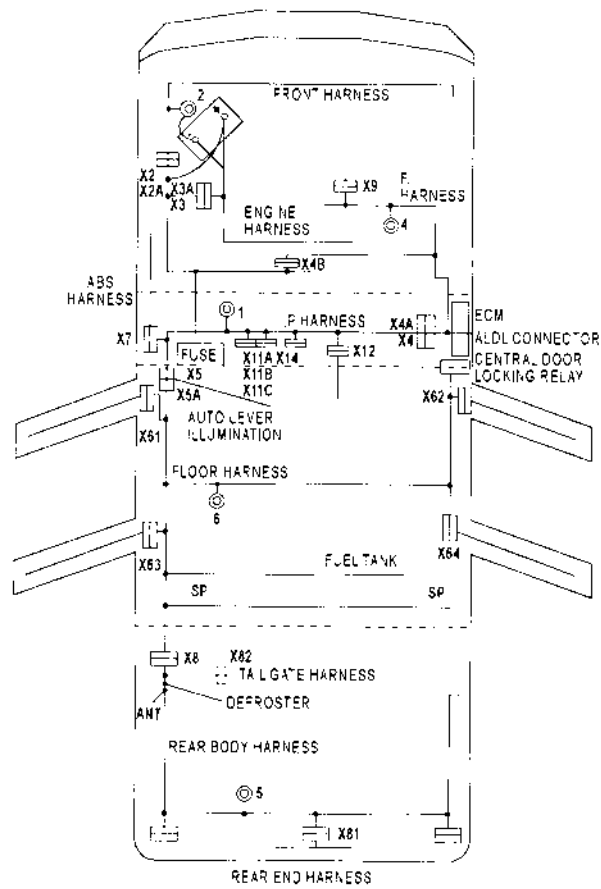 2
FRONT HARNESS
X2
X2A
X3A
X3
X9
HARNESS
ENGINE
HARNESS
4
X4B
ABS
HARNESS
1
ECM
HARNESS
X4A
X4
ALDL CONNECTOR
X7
FUSE
X11A
X14
X12
CENTRAL DOOR
LOCKING RELAY
X5
X11B
X5A
X11C
X62
AUTO LEVER
ILLUMINATION
X61
FLOOR HARNESS
6
X63
X64
FUEL TANK
SP
SP
X8
X82
TAILGATE HARNESS
DEFROSTER
ANT
REAR BODY HARNESS
5
X81
REAR END HARNESS